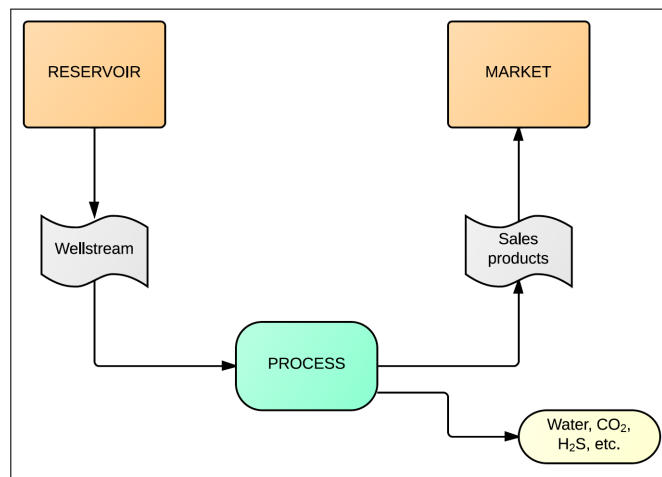 RESERVOIR
MARKET
Wellstream
Sales
products
PROCESS
Water, CO₂,
H₂S, etc.